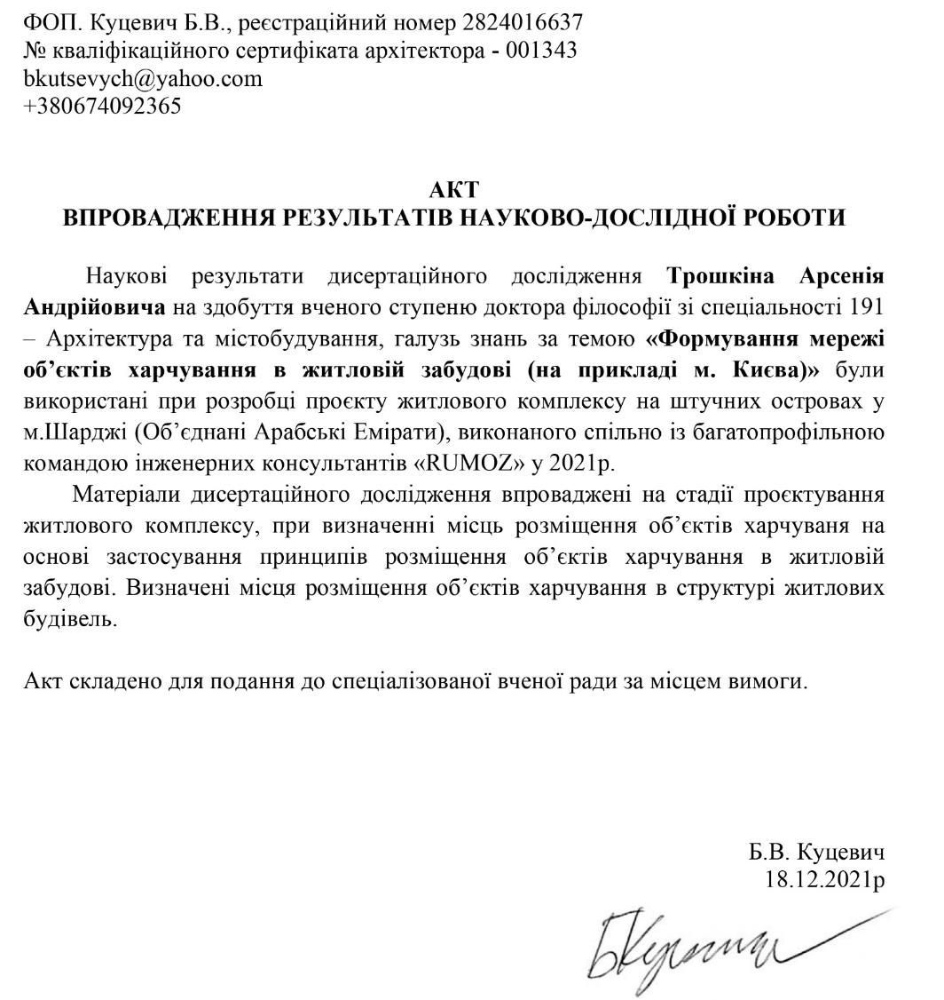 ФОП. Куцевич Б.В., реєстраційний номер 2824016637
№ кваліфікаційного сертифіката архітектора - 001343
bkutsevych@yahoo.com
+380674092365
АКТ
ВПРОВАДЖЕННЯ РЕЗУЛЬТАТІВ НАУКОВО-ДОСЛІДНОЇ РОБОТИ
Наукові результати дисертаційного дослідження Трошкіна Арсенія
Андрійовича на здобуття вченого ступеню доктора філософії зі спеціальності 191
– Архітектура та містобудування, галузь знань за темою «Формування мережі
об’єктів харчування в житловій забудові (на прикладі м. Києва)» були
використані при розробці проєкту житлового комплексу на штучних островах у
м.Шарджі (Об’єднані Арабські Емірати), виконаного спільно із багатопрофільною
командою інженерних консультантів «RUMOZ» у 2021р.
Матеріали дисертаційного дослідження впроваджені на стадії проєктування
житлового комплексу, при визначенні місць розміщення об’єктів харчуваня на
основі застосування принципів розміщення об’єктів харчування в житловій
забудові. Визначені місця розміщення об’єктів харчування в структурі житлових
будівель.
Акт складено для подання до спеціалізованої вченої ради за місцем вимоги.
Б.В. Куцевич
18.12.2021р